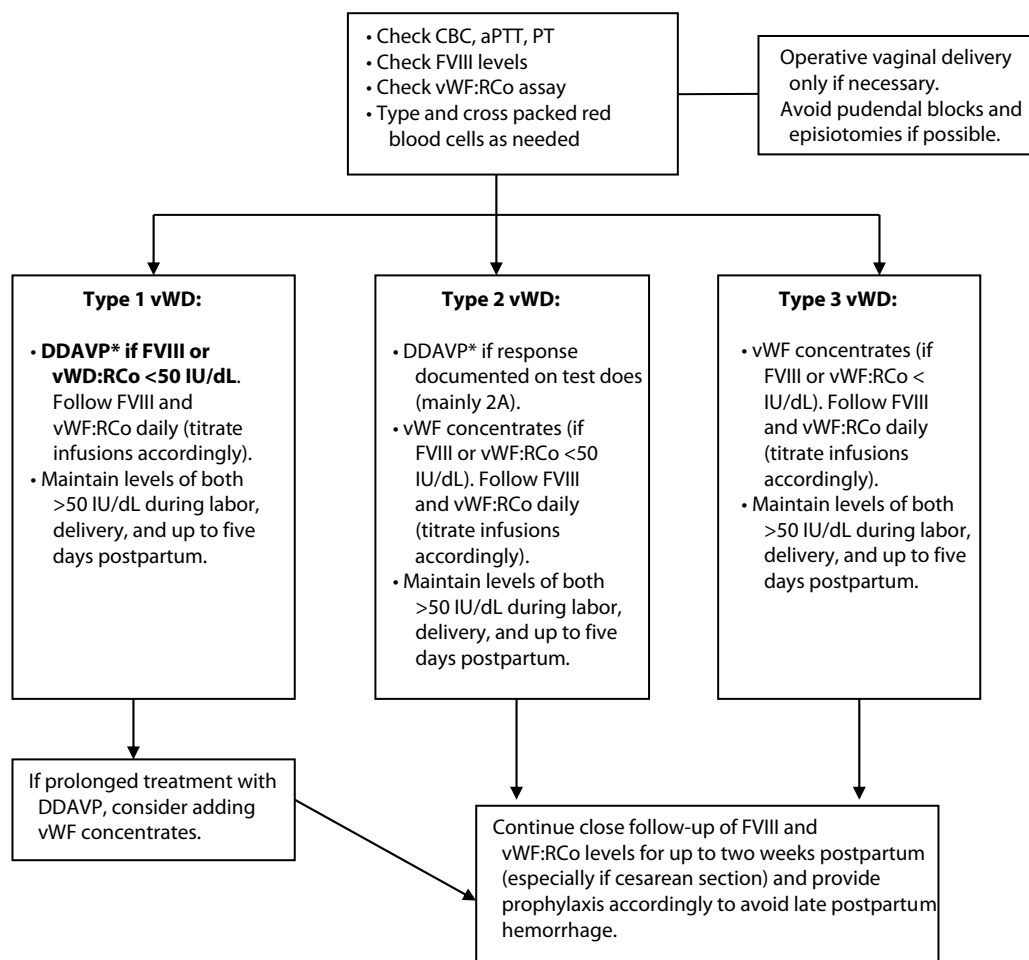 • Check CBC, aPTT, PT
• Check FVIII levels
• Check vWF:RCo assay
• Type and cross packed red
blood cells as needed
Operative vaginal delivery
only if necessary.
Avoid pudendal blocks and
episiotomies if possible.
Type 1 vWD:
• DDAVP* if FVIII or
vWD:RCo <50 IU/dL.
Follow FVIII and
vWF:RCo daily (titrate
infusions accordingly).
• Maintain levels of both
>50 IU/dL during labor,
delivery, and up to five
days postpartum.
Type 2 vWD:
• DDAVP* if response
documented on test does
(mainly 2A).
• vWF concentrates (if
FVIII or vWF:RCo <50
IU/dL). Follow FVIII
and vWF:RCo daily
(titrate infusions
accordingly).
• Maintain levels of both
>50 IU/dL during labor,
delivery, and up to five
days postpartum.
Type 3 vWD:
• vWF concentrates (if
FVIII or vWF:RCo <
IU/dL). Follow FVIII
and vWF:RCo daily
(titrate infusions
accordingly).
• Maintain levels of both
>50 IU/dL during labor,
delivery, and up to five
days postpartum.
If prolonged treatment with
DDAVP, consider adding
vWF concentrates.
Continue close follow-up of FVIII and
vWF:RCo levels for up to two weeks postpartum
(especially if cesarean section) and provide
prophylaxis accordingly to avoid late postpartum
hemorrhage.